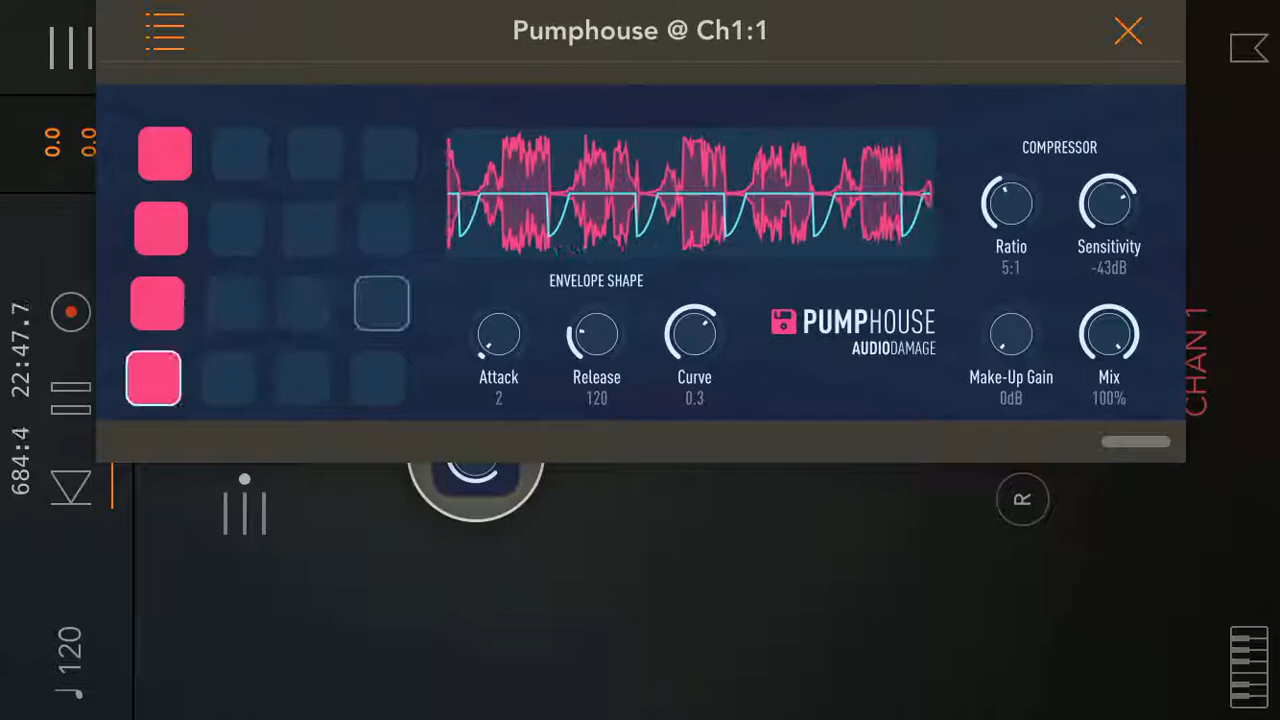 Pumphouse @ Ch1:1
0.0
0.0
COMPRESSOR
Ratio
5:1
Sensitivity
-43dB
ENVELOPE SHAPE
Attack
2
Release
120
Curve
0.3
PUMPHOUSE
AUDIODAMAGE
Make-Up Gain
0dB
Mix
100%
22:47.7
684:4
120
CHAN 1
R